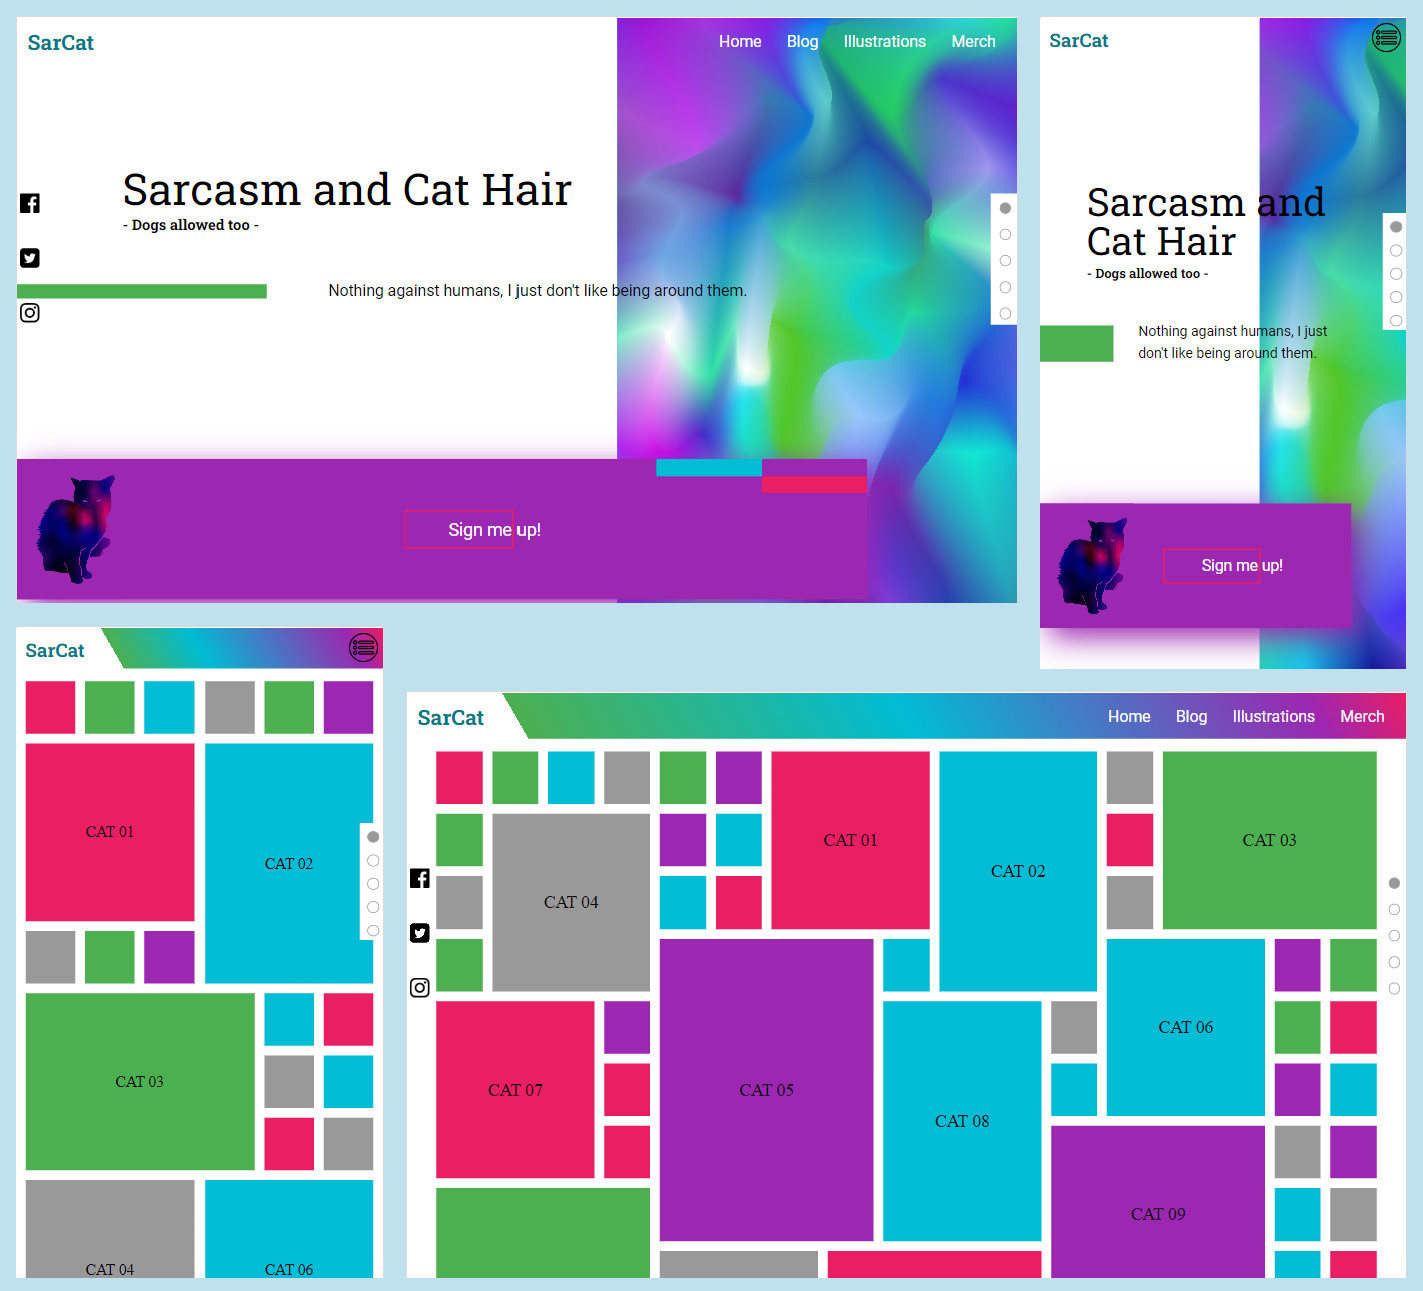 SarCat
Home Blog Illustrations Merch
Sarcasm and Cat Hair
- Dogs allowed too -
Nothing against humans, I just don't like being around them.
Sign me up!
SarCat
Sarcasm and
Cat Hair
- Dogs allowed too -
Nothing against humans, I just
don't like being around them.
Sign me up!
SarCat
CAT 01
CAT 02
CAT 03
CAT 04
CAT 06
SarCat
Home Blog Illustrations Merch
CAT 01
CAT 02
CAT 03
CAT 04
CAT 05
CAT 06
CAT 07
CAT 08
CAT 09